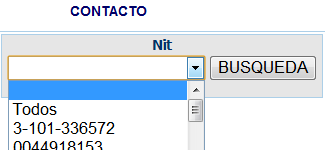 CONTACTO
Nit
BUSQUEDA
Todos
3-101-336572
0044918153